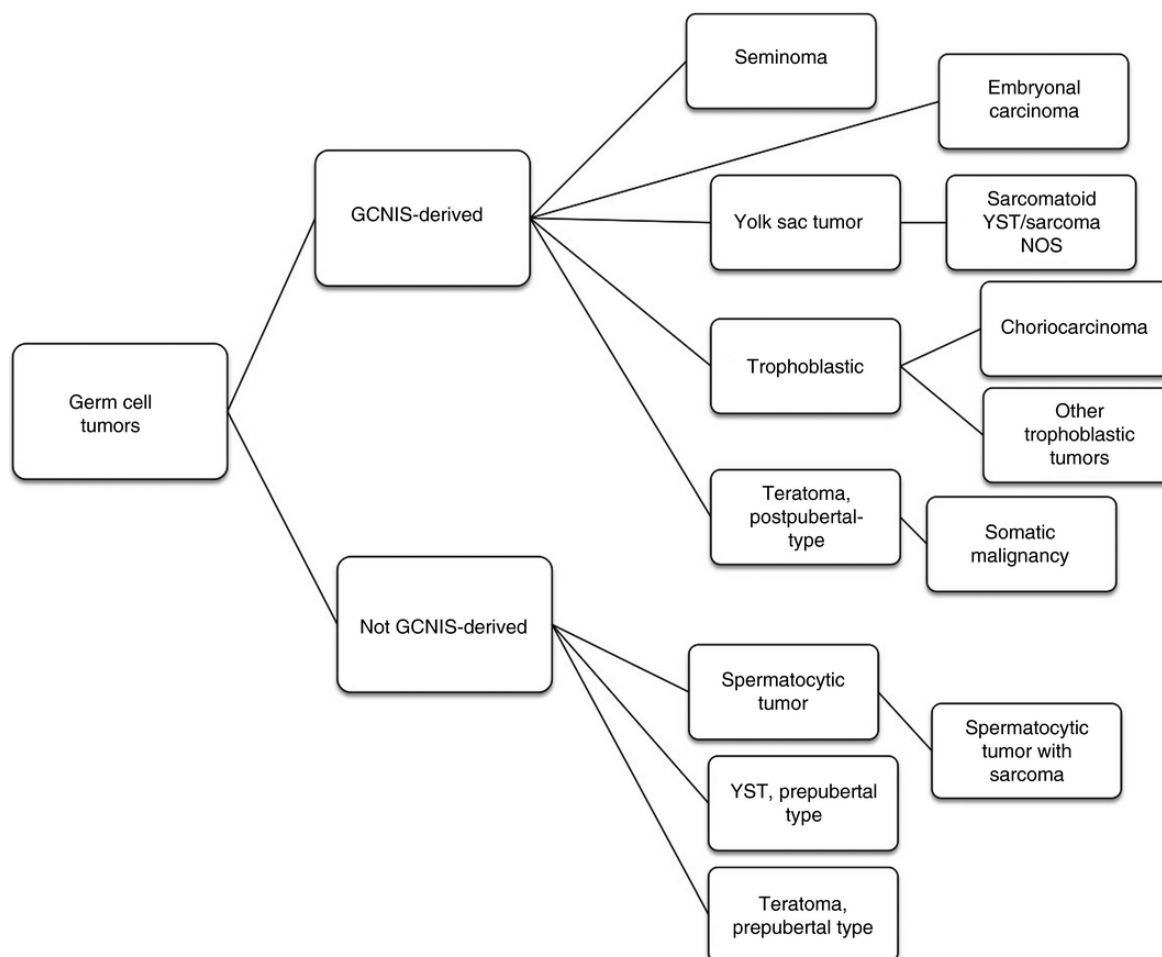 Seminoma
Embryonal
carcinoma
GCNIS-derived
Yolk sac tumor
Sarcomatoid
YST/sarcoma
NOS
Trophoblastic
Choriocarcinoma
Other
trophoblastic
tumors
Germ cell
tumors
Teratoma,
postpubertal-
type
Somatic
malignancy
Not GCNIS-derived
Spermatocytic
tumor
Spermatocytic
tumor with
sarcoma
YST, prepubertal
type
Teratoma,
prepubertal type